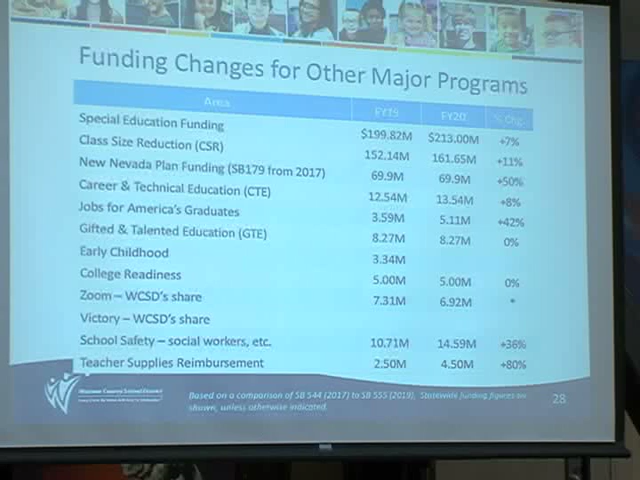 Funding Changes for Other Major Programs
Area FY19 FY20 % Chg.
Special Education Funding $199.82M $213.00M +7%
Class Size Reduction (CSR) 152.14M 161.65M +11%
New Nevada Plan Funding (SB179 from 2017) 69.9M 69.9M +50%
Career & Technical Education (CTE) 12.54M 13.54M +8%
Jobs for America's Graduates 3.59M 5.11M +42%
Gifted & Talented Education (GTE) 8.27M 8.27M 0%
Early Childhood 3.34M
College Readiness 5.00M 5.00M 0%
Zoom – WCSD's share 7.31M 6.92M *
Victory – WCSD's share
School Safety – social workers, etc. 10.71M 14.59M +36%
Teacher Supplies Reimbursement 2.50M 4.50M +80%
Washoe County School District
Based on a comparison of SB 544 (2017) to SB 555 (2019). Statewide funding figures as
shown, unless otherwise indicated.
28